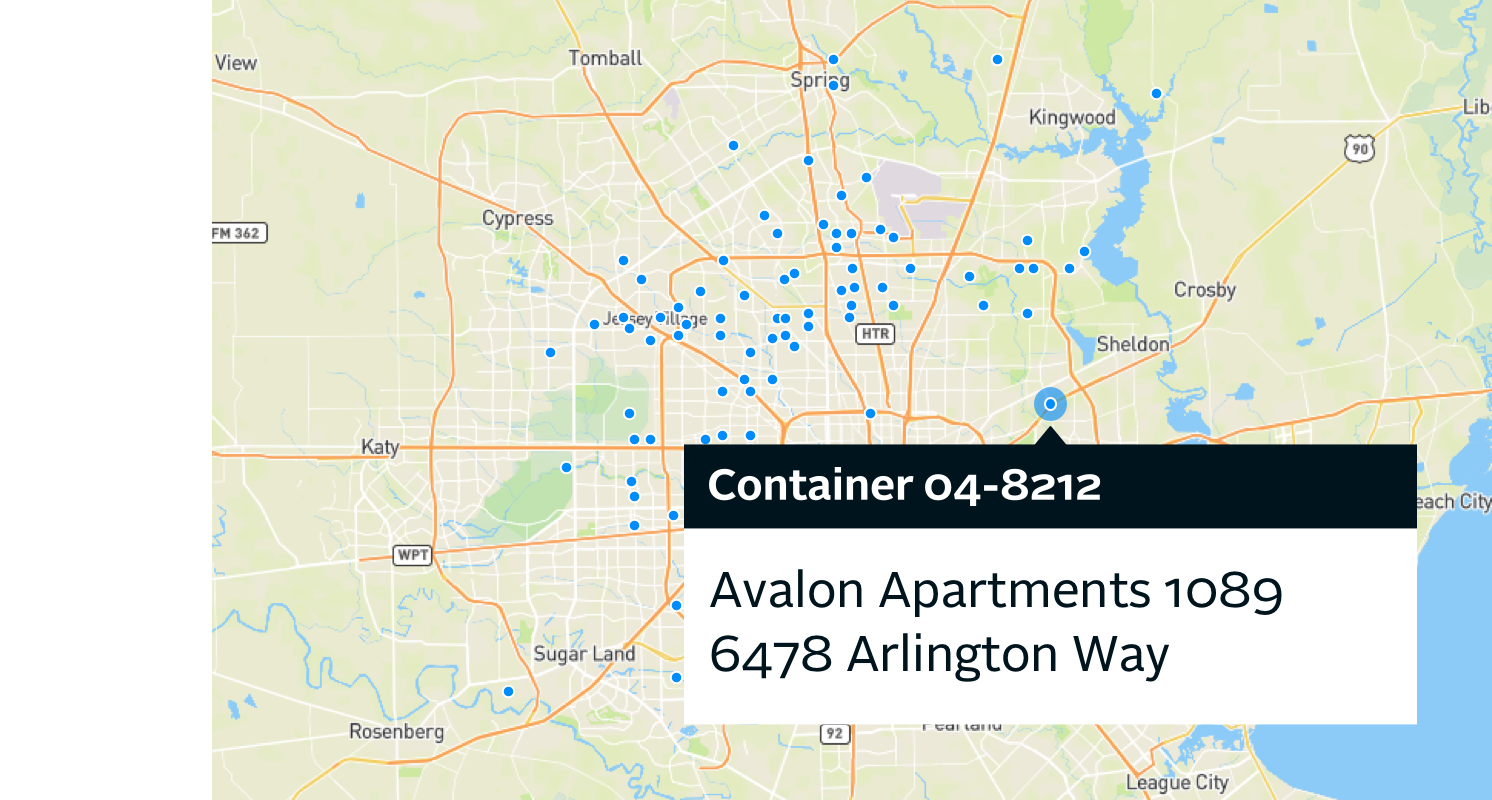 View
Tomball
Spring
Kingwood
Lib
90
Cypress
FM 362
Crosby
Jersey Village
HTR
Sheldon
Katy
Container 04-8212
each City
WPT
Avalon Apartments 1089
6478 Arlington Way
Sugar Land
Rosenberg
92
Pearland
League City